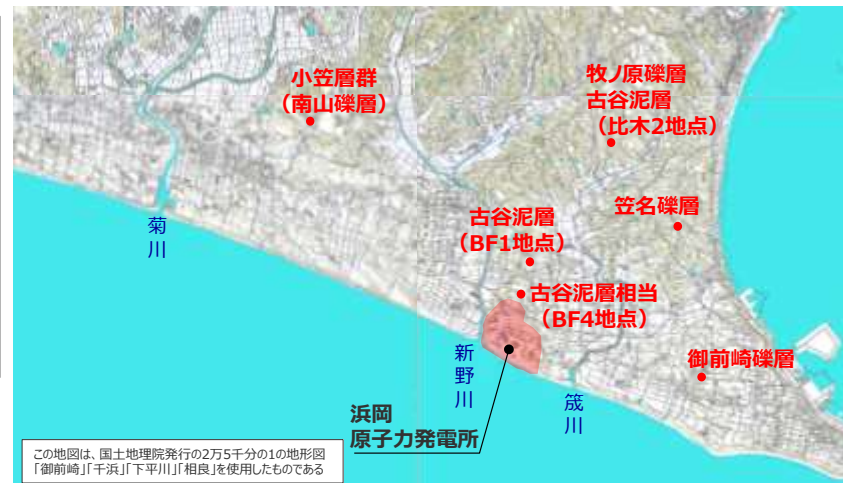 小笠層群
（南山礫層）
牧ノ原礫層
古谷泥層
（比木2地点）
笠名礫層
古谷泥層
（BF1地点）
古谷泥層相当
（BF4地点）
御前崎礫層
菊川
新野川
筬川
浜岡
原子力発電所
この地図は、国土地理院発行の2万5千分の1の地形図
「御前崎」「千浜」「下平川」「相良」を使用したものである